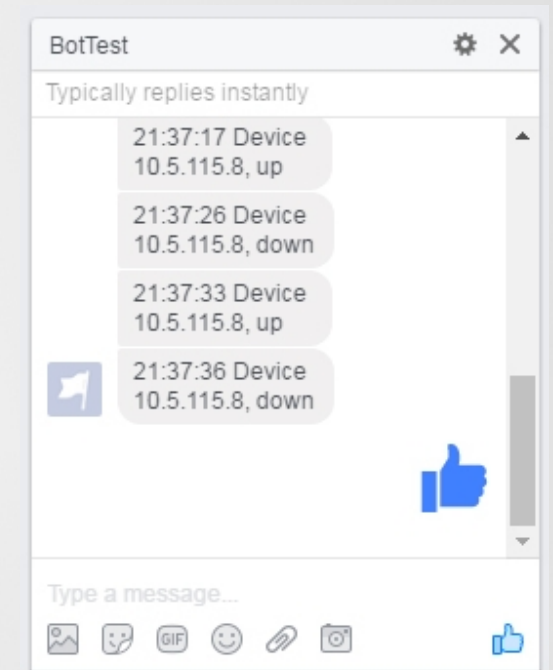 BotTest
Typically replies instantly
21:37:17 Device
10.5.115.8, up
21:37:26 Device
10.5.115.8, down
21:37:33 Device
10.5.115.8, up
21:37:36 Device
10.5.115.8, down
Type a message...
GIF